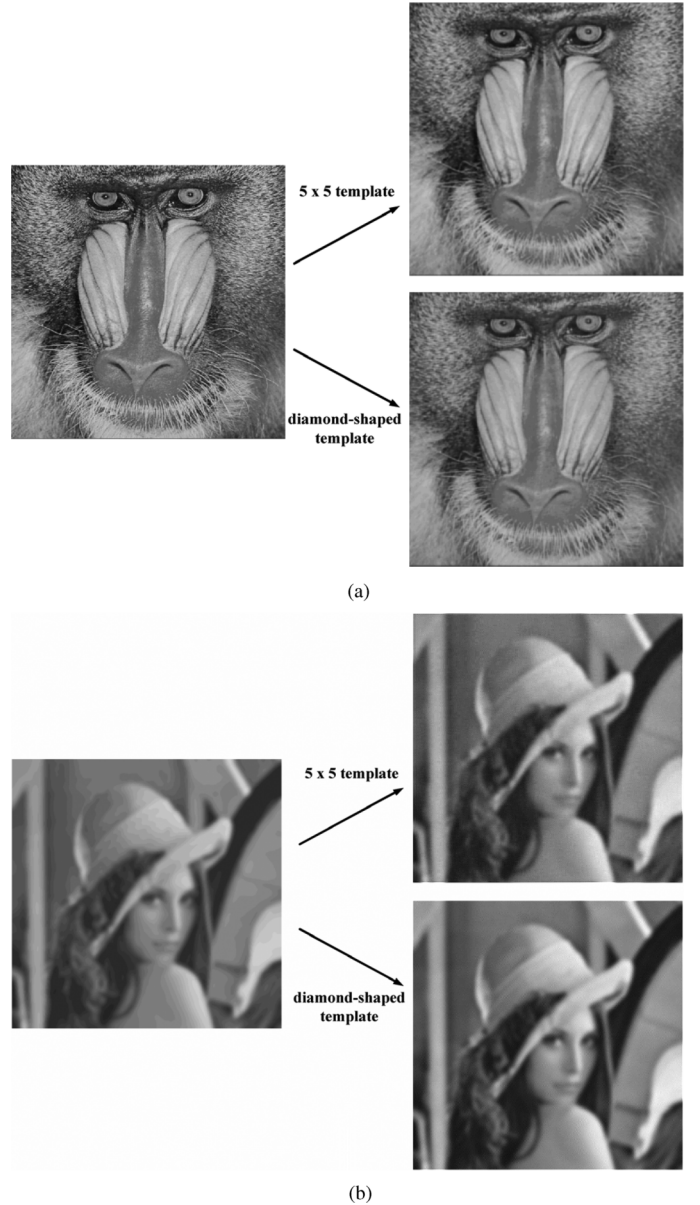 5 x 5 template
diamond-shaped
template
(a)
5 x 5 template
diamond-shaped
template
(b)